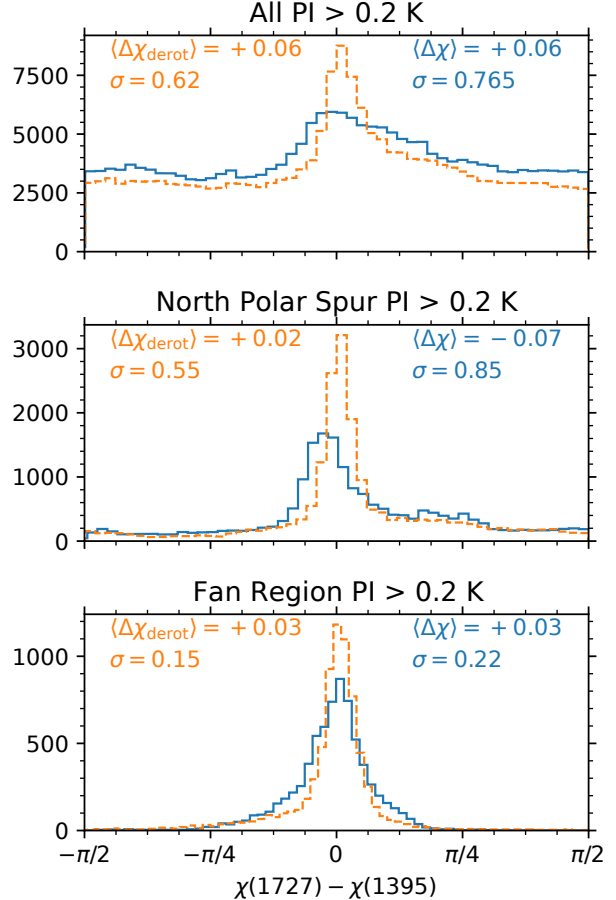 All PI > 0.2 K
⟨Δχderot⟩ = +0.06
σ = 0.62
⟨Δχ⟩ = +0.06
σ = 0.765
7500
5000
2500
0
North Polar Spur PI > 0.2 K
⟨Δχderot⟩ = +0.02
σ = 0.55
⟨Δχ⟩ = −0.07
σ = 0.85
3000
2000
1000
0
Fan Region PI > 0.2 K
⟨Δχderot⟩ = +0.03
σ = 0.15
⟨Δχ⟩ = +0.03
σ = 0.22
1000
500
0
−π/2 −π/4 0 π/4 π/2
χ(1727) − χ(1395)